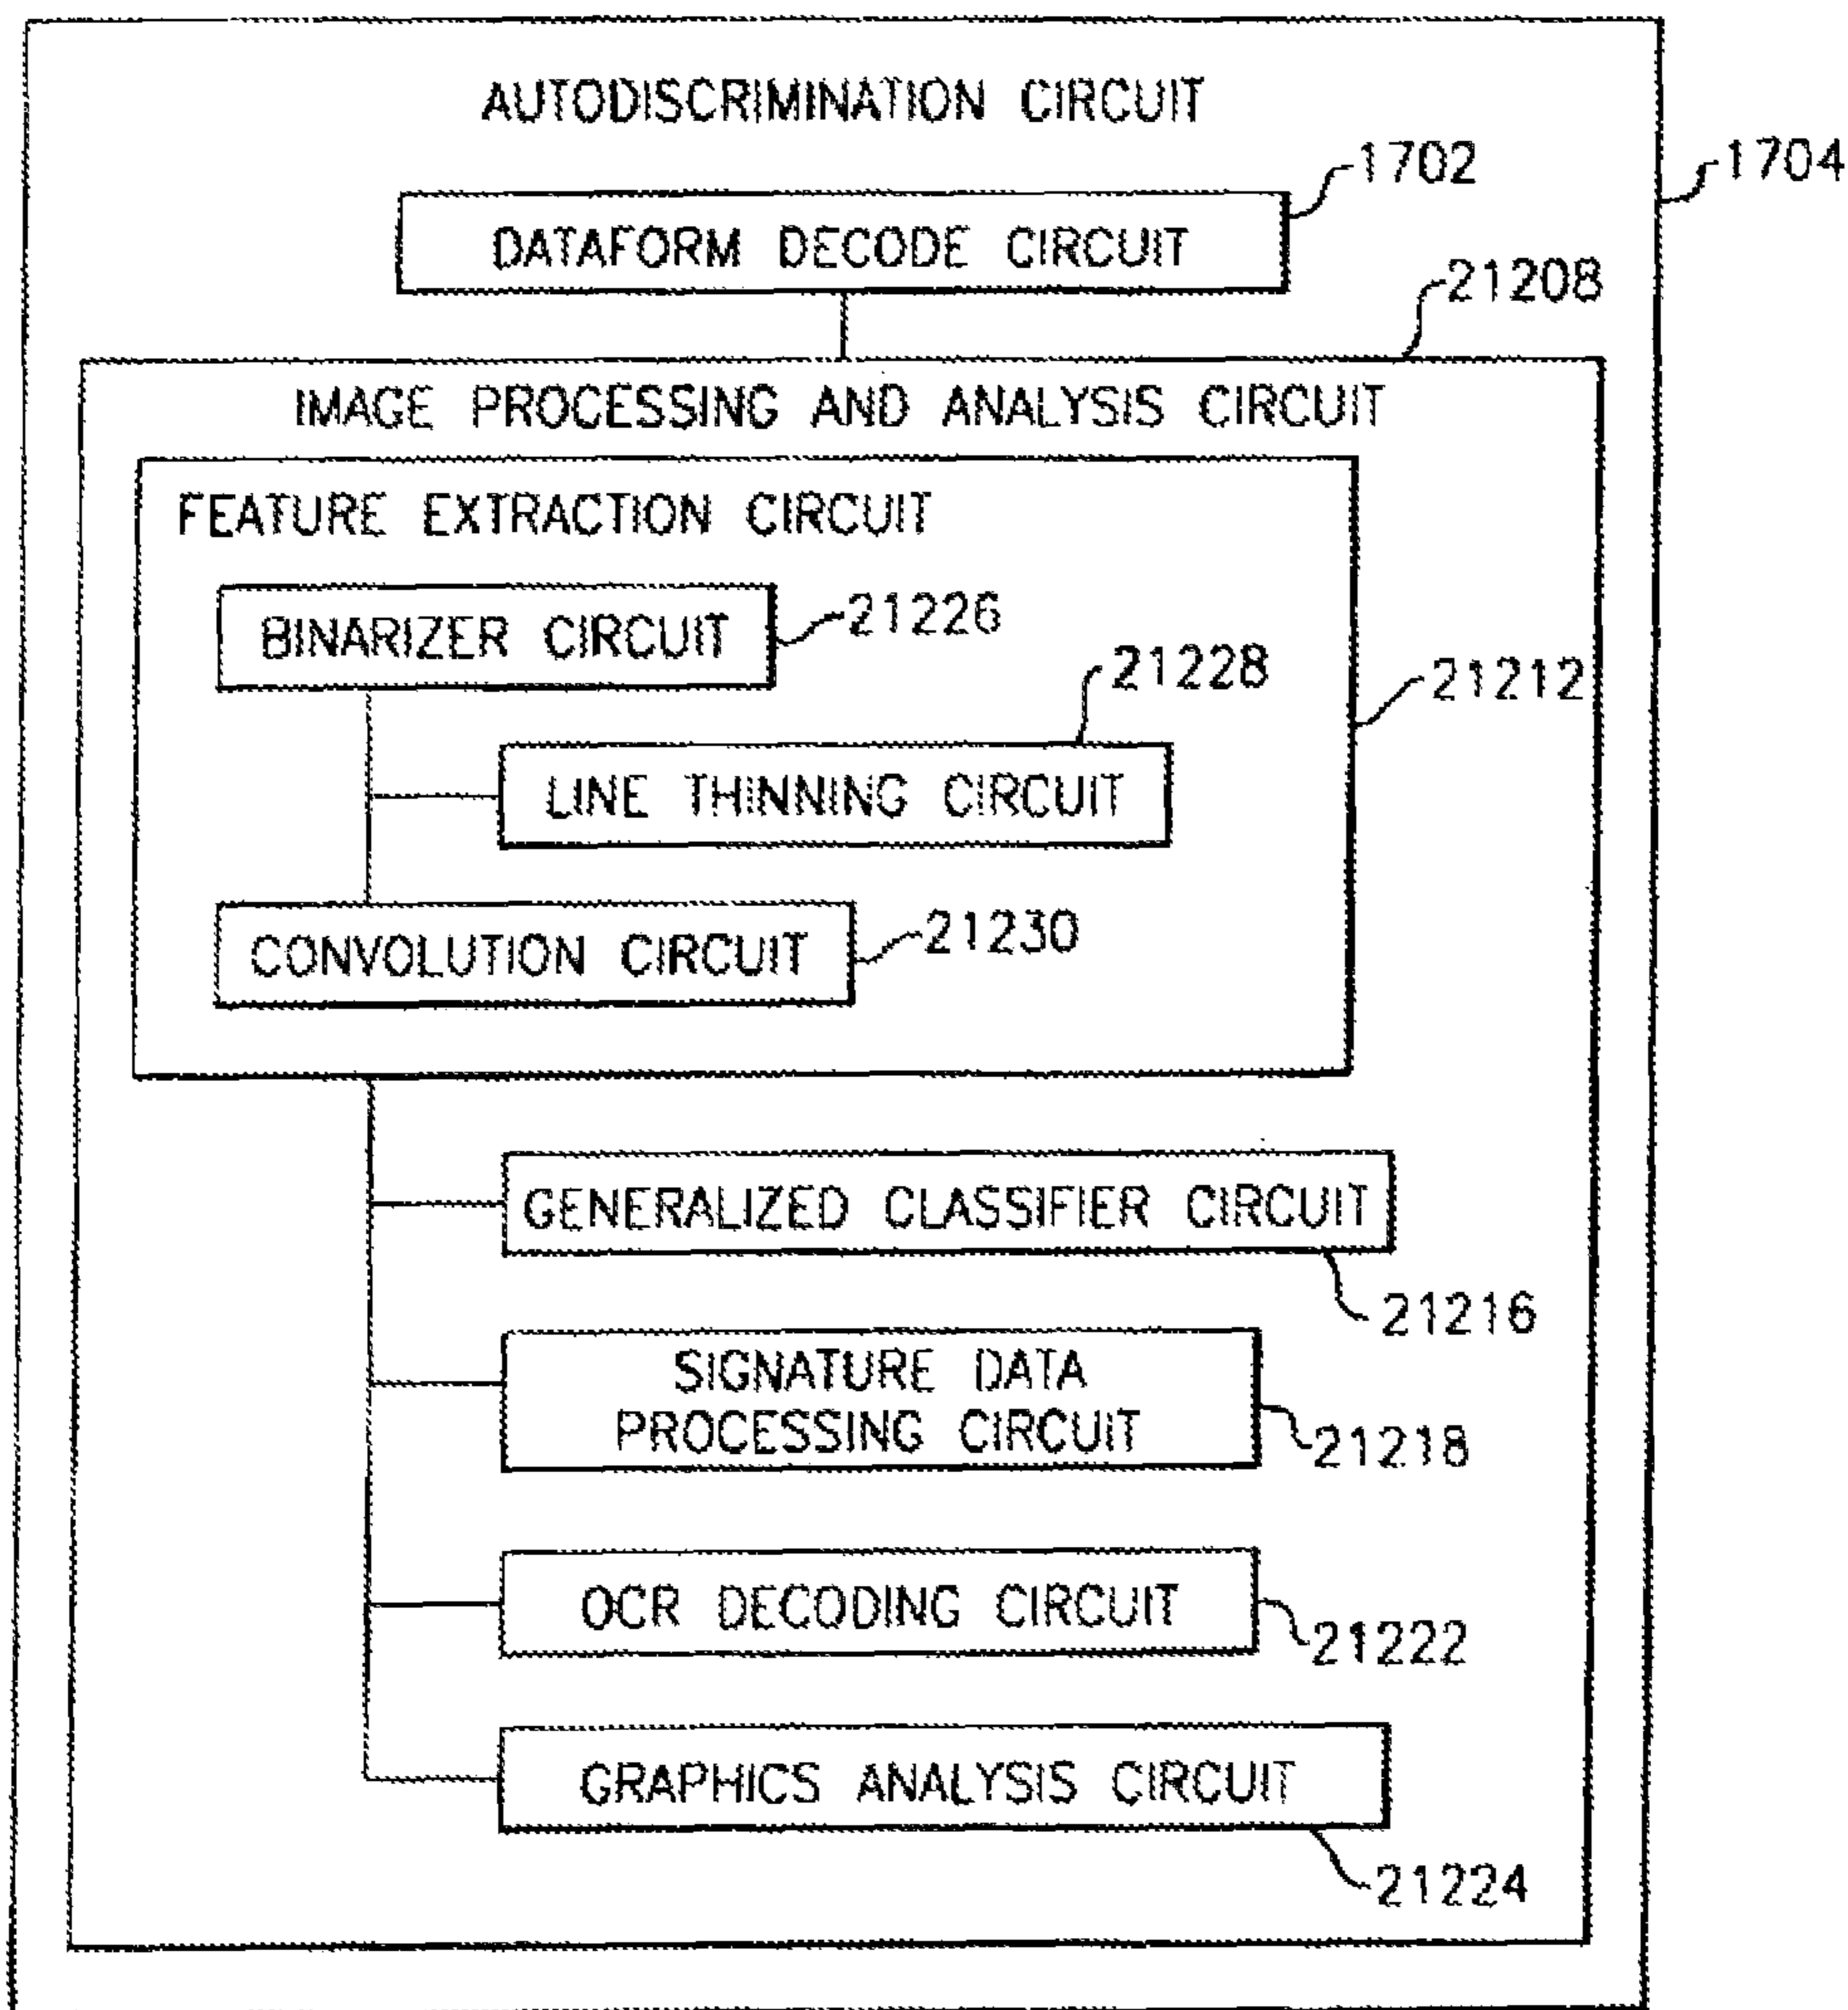 AUTODISCRIMINATION CIRCUIT
1702
1704
DATAFORM DECODE CIRCUIT
21208
IMAGE PROCESSING AND ANALYSIS CIRCUIT
FEATURE EXTRACTION CIRCUIT
BINARIZER CIRCUIT
21226
21228
21212
LINE THINNING CIRCUIT
CONVOLUTION CIRCUIT
21230
GENERALIZED CLASSIFIER CIRCUIT
21216
SIGNATURE DATA
PROCESSING CIRCUIT
21218
OCR DECODING CIRCUIT
21222
GRAPHICS ANALYSIS CIRCUIT
21224